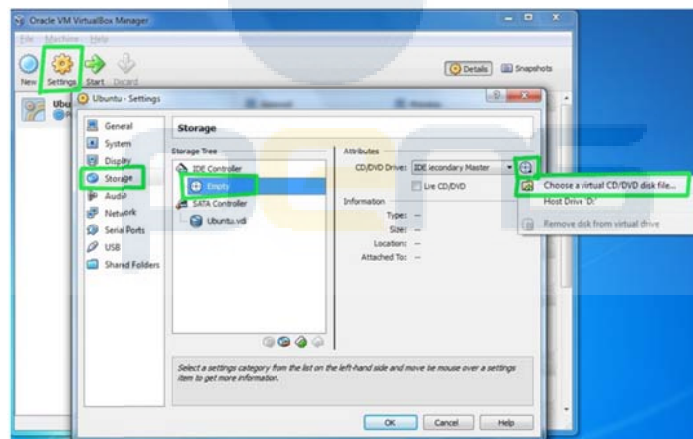 Oracle VM VirtualBox Manager
File Machine Help
New Settings Start Discard
Details Snapshots
Ubuntu - Settings
General
System
Display
Storage
Audio
Network
Serial Ports
USB
Shared Folders
Storage
Storage Tree
IDE Controller
Empty
SATA Controller
Ubuntu.vdi
Attributes
CD/DVD Drive: IDE Secondary Master
Live CD/DVD
Information
Type: --
Size: --
Location: --
Attached To: --
Choose a virtual CD/DVD disk file...
Host Drive 'D:'
Remove disk from virtual drive
Select a settings category from the list on the left-hand side and move the mouse over a settings
item to get more information.
OK Cancel Help
pens